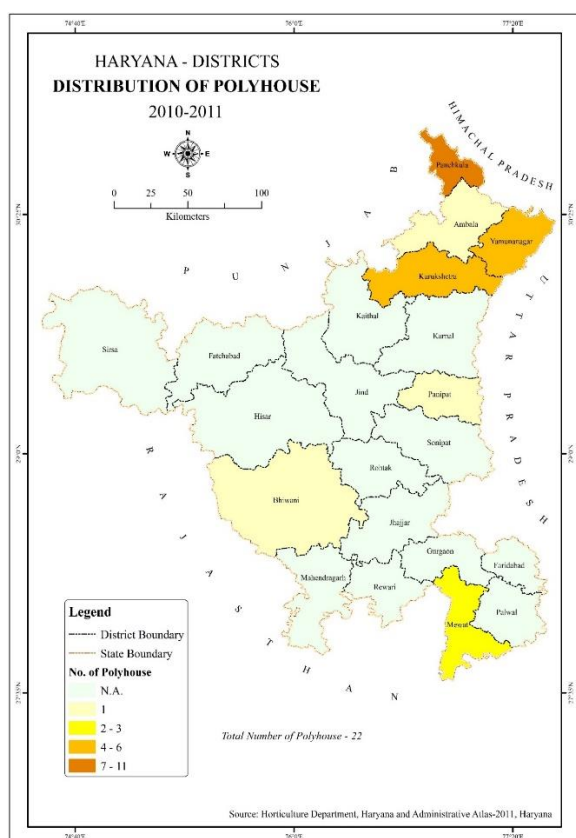 74°40'E
76°0'E
77°20'E
HARYANA - DISTRICTS
DISTRIBUTION OF POLYHOUSE
2010-2011
N
W E
S
0 25 50 100
Kilometers
HIMACHAL PRADESH
PUNJAB
UTTAR PRADESH
RAJASTHAN
Panchkula
Ambala
Yamunanagar
Kurukshetra
Kaithal
Karnal
Sirsa
Fatehabad
Jind
Panipat
Hisar
Sonipat
Rohtak
Bhiwani
Jhajjar
Gurgaon
Faridabad
Mahendragarh
Rewari
Mewat
Palwal
Legend
District Boundary
State Boundary
No. of Polyhouse
N.A.
1
2 - 3
4 - 6
7 - 11
Total Number of Polyhouse - 22
Source: Horticulture Department, Haryana and Administrative Atlas-2011, Haryana
74°40'E
76°0'E
77°20'E